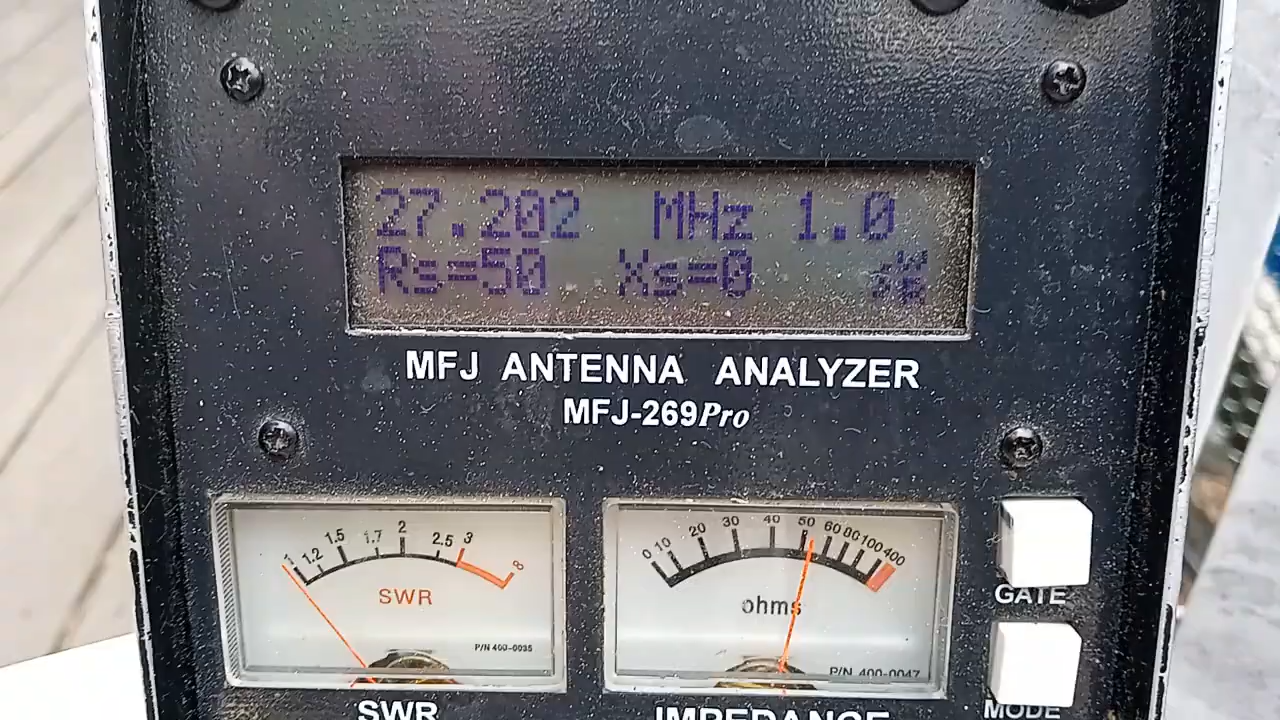 27.202 MHz 1.0
Rs=50 Xs=0
MFJ ANTENNA ANALYZER
MFJ-269Pro
1 1.2 1.5 1.7 2 2.5 3 8
SWR
P/N 400-0035
SWR
0 10 20 30 40 50 60 80 100 400
ohms
P/N 400-0047
IMPEDANCE
GATE
MODE